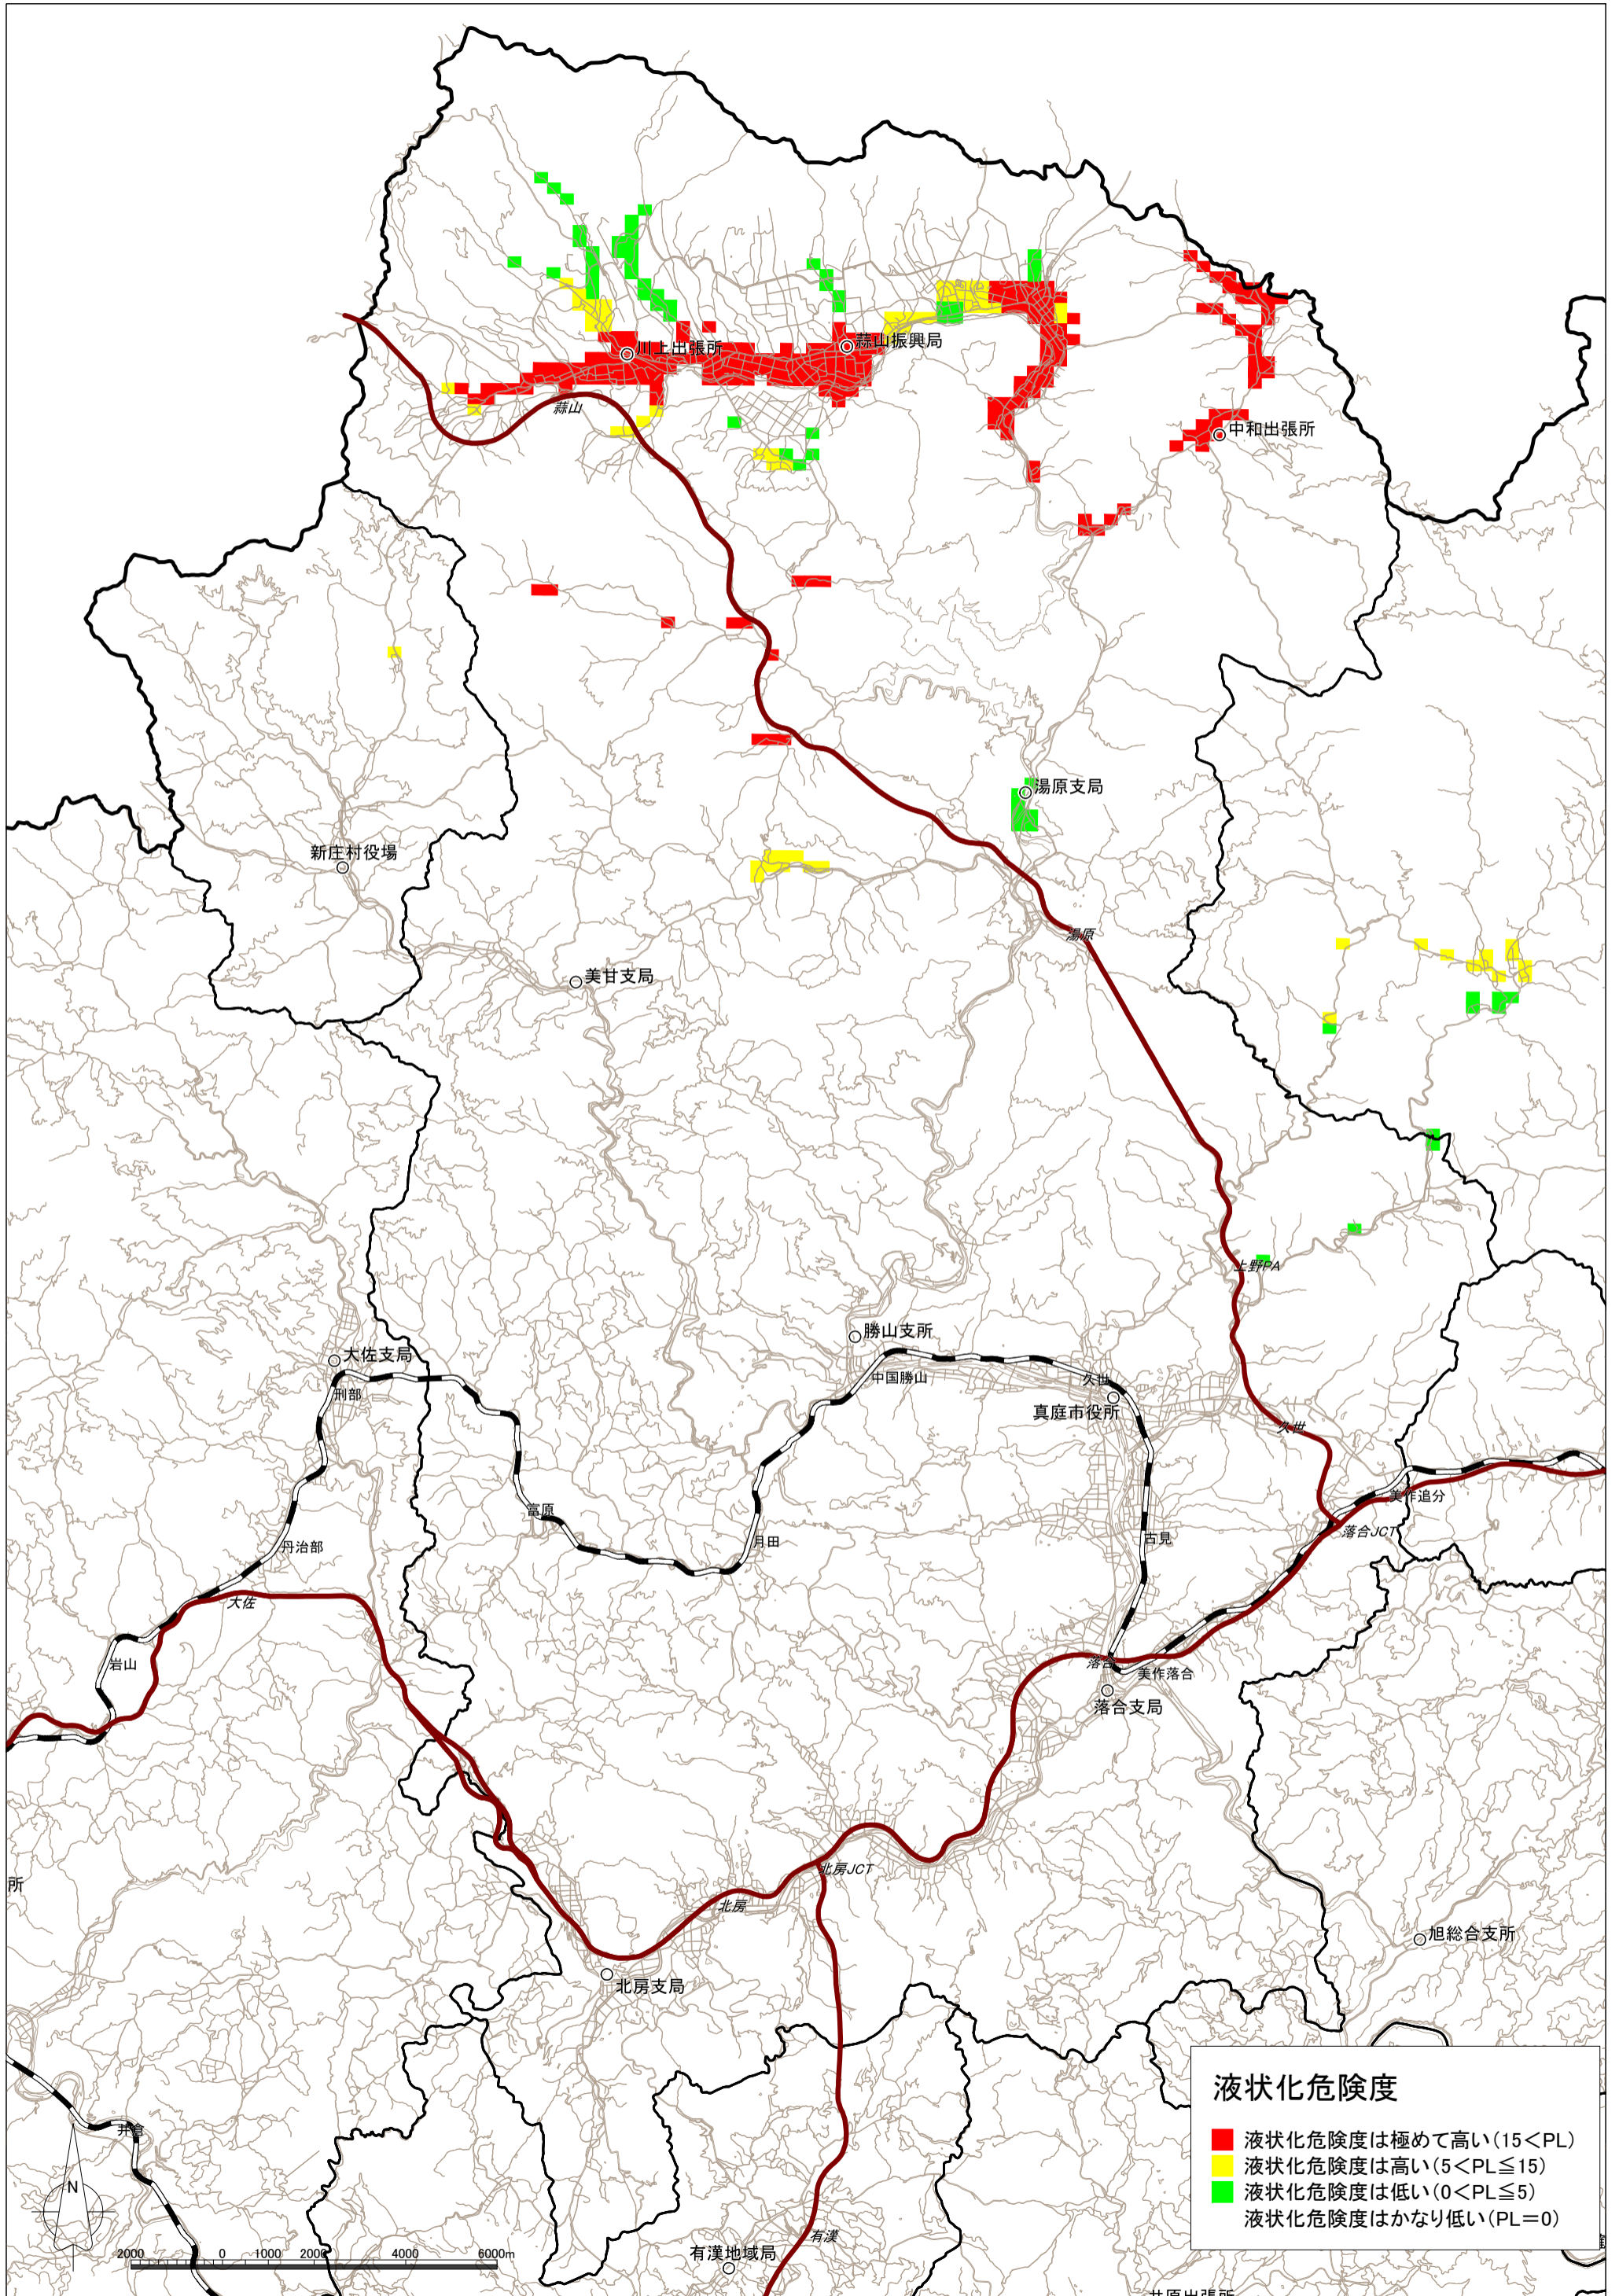 川上出張所
蒜山振興局
蒜山
中和出張所
湯原支局
新庄村役場
湯原
美甘支局
上野PA
勝山支所
大佐支局
中国勝山
久世
刑部
真庭市役所
久世
美作追分
富原
月田
古見
落合JCT
丹治部
大佐
岩山
落合
美作落合
落合支局
北房JCT
所
北房
旭総合支所
北房支局
液状化危険度
液状化危険度は極めて高い(15<PL)
液状化危険度は高い(5<PL≦15)
液状化危険度は低い(0<PL≦5)
液状化危険度はかなり低い(PL=0)
井倉
N
有漢
有漢地域局
2000 0 1000 2000 4000 6000m